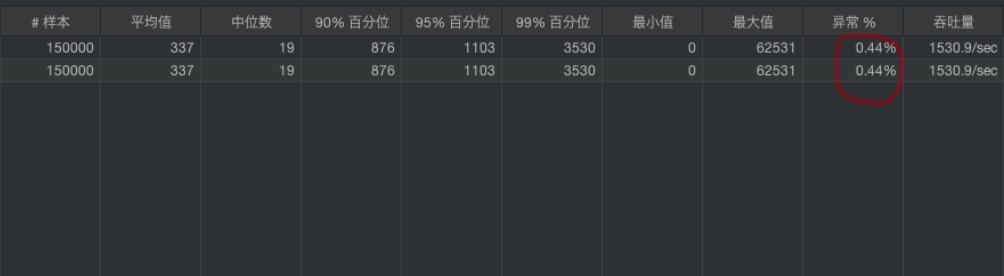 # 样本 平均值 中位数 90% 百分位 95% 百分位 99% 百分位 最小值 最大值 异常 % 吞吐量
150000 337 19 876 1103 3530 0 62531 0.44% 1530.9/sec
150000 337 19 876 1103 3530 0 62531 0.44% 1530.9/sec